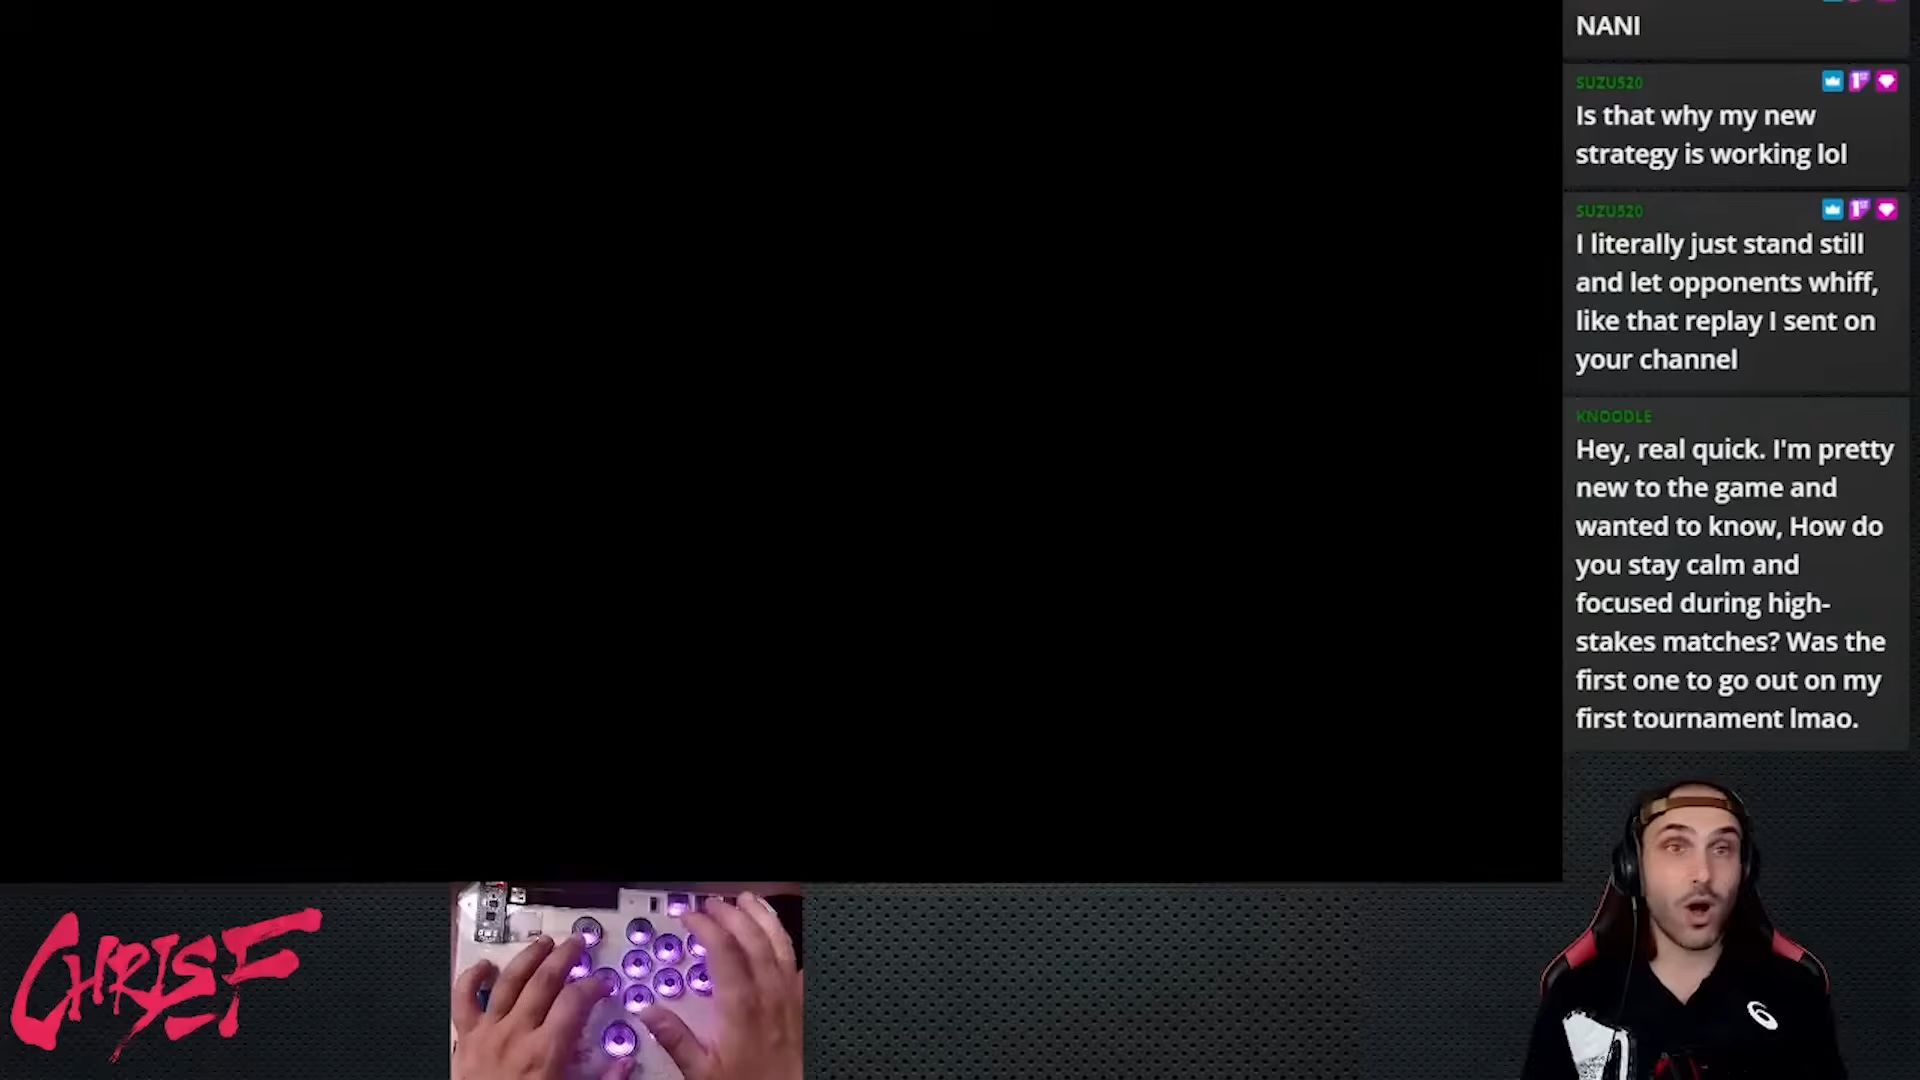 NANI
SUZU520
Is that why my new
strategy is working lol
SUZU520
I literally just stand still
and let opponents whiff,
like that replay I sent on
your channel
KNOODLE
Hey, real quick. I'm pretty
new to the game and
wanted to know, How do
you stay calm and
focused during high-
stakes matches? Was the
first one to go out on my
first tournament lmao.
CHRIS F